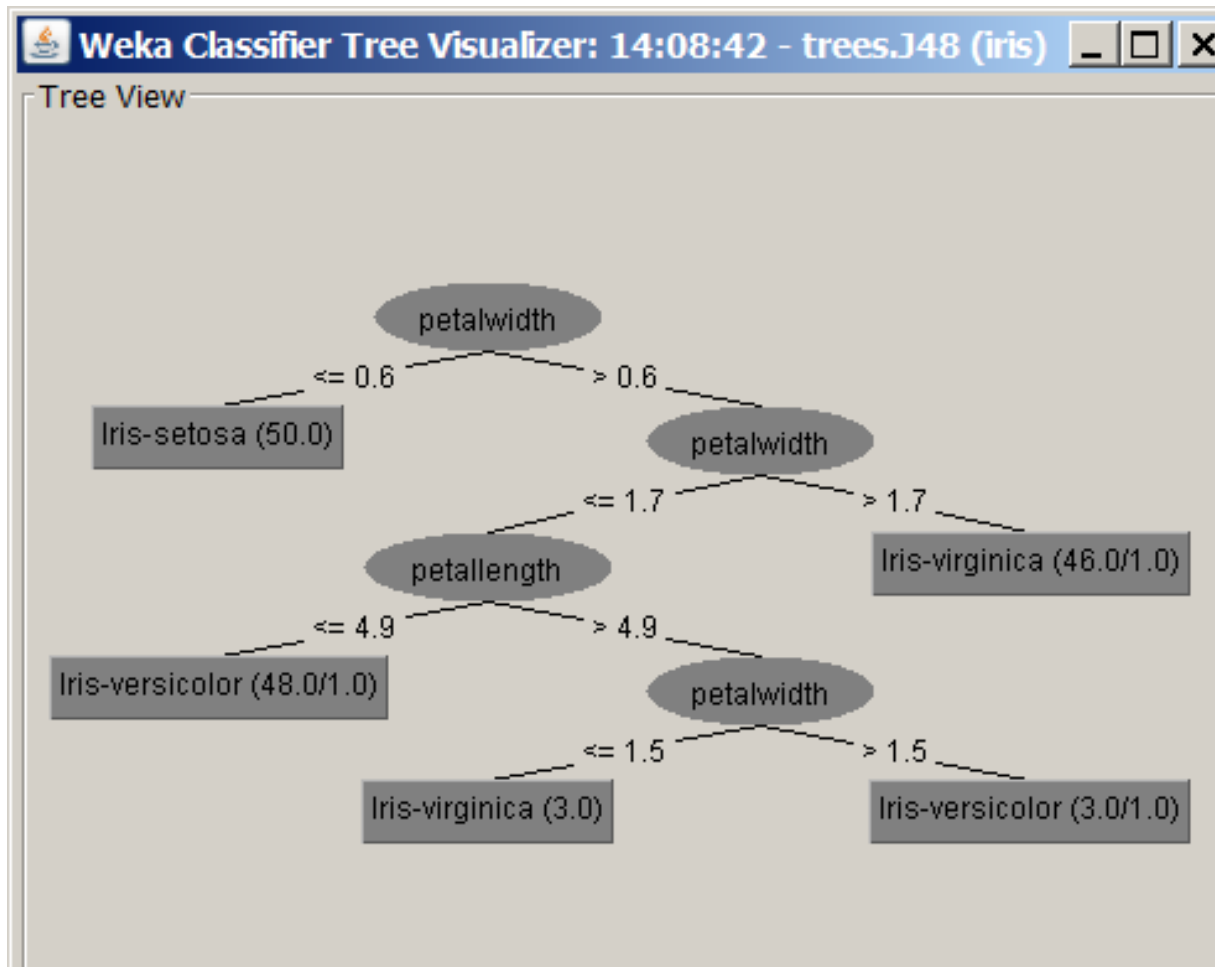 Weka Classifier Tree Visualizer: 14:08:42 - trees.J48 (iris)
Tree View
petalwidth
<= 0.6
> 0.6
Iris-setosa (50.0)
petalwidth
<= 1.7
> 1.7
petallength
Iris-virginica (46.0/1.0)
<= 4.9
> 4.9
Iris-versicolor (48.0/1.0)
petalwidth
<= 1.5
> 1.5
Iris-virginica (3.0)
Iris-versicolor (3.0/1.0)